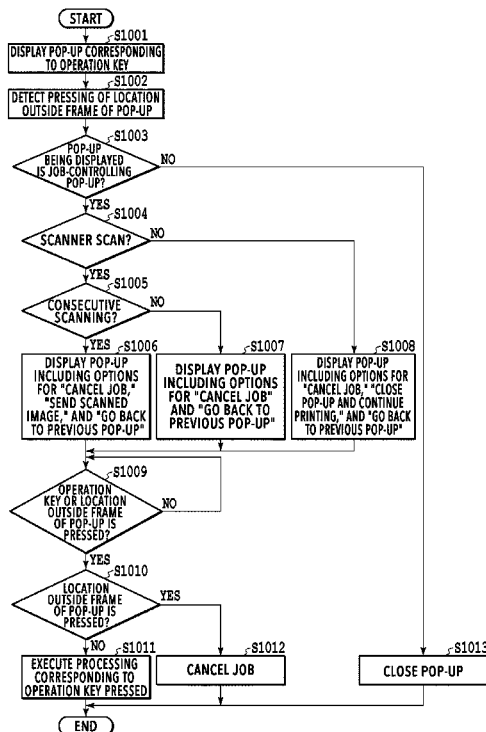 START
S1001
DISPLAY POP-UP CORRESPONDING
TO OPERATION KEY
S1002
DETECT PRESSING OF LOCATION
OUTSIDE FRAME OF POP-UP
S1003
POP-UP
BEING DISPLAYED
IS JOB-CONTROLLING
POP-UP?
NO
YES
S1004
SCANNER SCAN?
NO
YES
S1005
CONSECUTIVE
SCANNING?
NO
YES
S1006
DISPLAY POP-UP
INCLUDING OPTIONS
FOR "CANCEL JOB,"
"SEND SCANNED
IMAGE," AND "GO BACK
TO PREVIOUS POP-UP"
S1007
DISPLAY POP-UP
INCLUDING OPTIONS
FOR "CANCEL JOB"
AND "GO BACK TO
PREVIOUS POP-UP"
S1008
DISPLAY POP-UP
INCLUDING OPTIONS FOR
"CANCEL JOB," "CLOSE
POP-UP AND CONTINUE
PRINTING," AND "GO BACK
TO PREVIOUS POP-UP"
S1009
OPERATION
KEY OR LOCATION
OUTSIDE FRAME
OF POP-UP IS
PRESSED?
NO
YES
S1010
LOCATION
OUTSIDE FRAME
OF POP-UP IS
PRESSED?
YES
NO
S1011
EXECUTE PROCESSING
CORRESPONDING TO
OPERATION KEY PRESSED
S1012
CANCEL JOB
S1013
CLOSE POP-UP
END